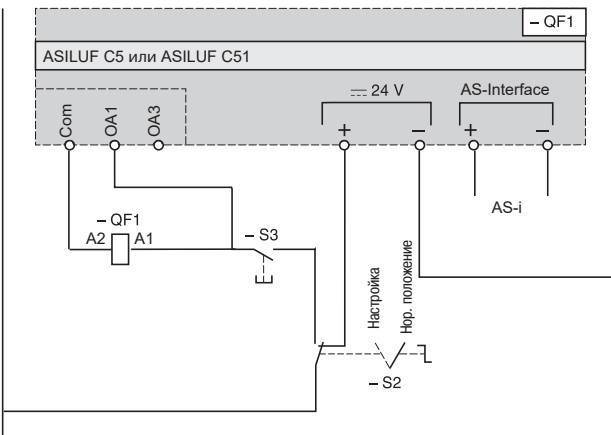 – QF1
ASILUF C5 или ASILUF C51
24 V
AS-Interface
Com
OA1
OA3
+
–
+
–
AS-i
– QF1
A2
A1
– S3
Настройка
Нор. положение
– S2